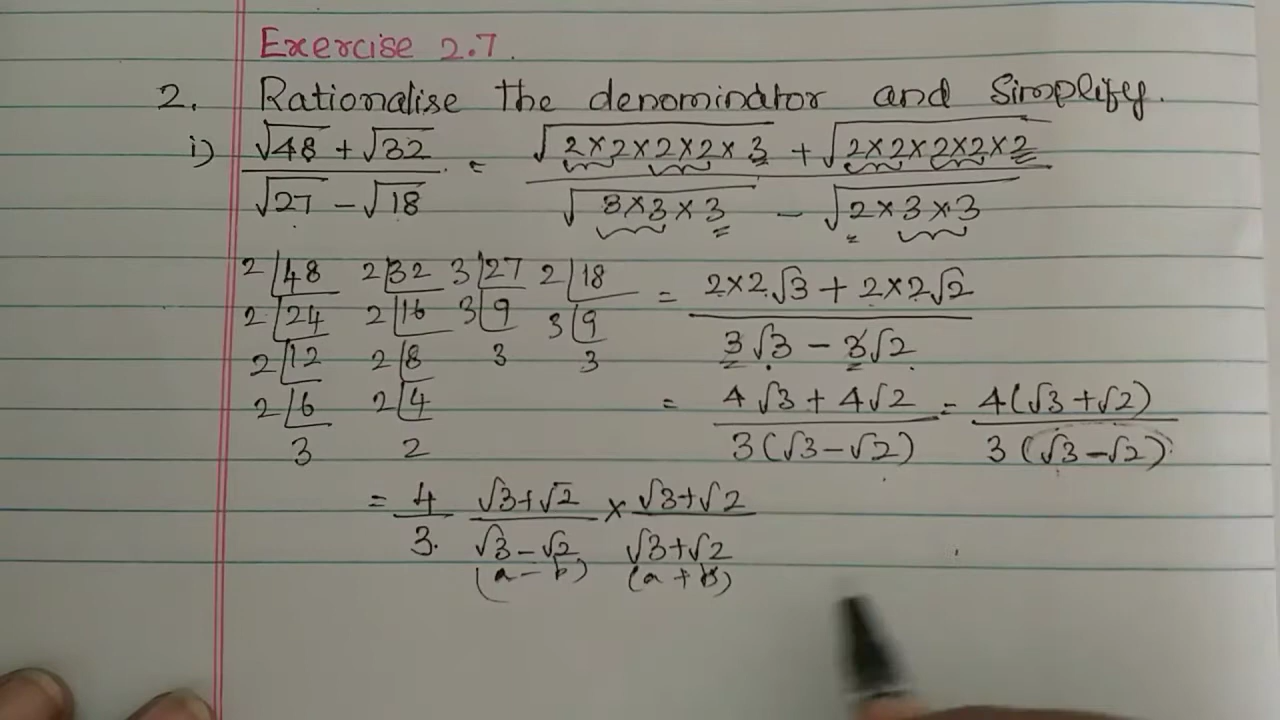 Exercise 2.7.
2. Rationalise the denominator and Simplify.
i) (√48 + √32) / (√27 − √18) = (√(2×2×2×2×3) + √(2×2×2×2×2)) / (√(3×3×3) − √(2×3×3))
2|48 2|32 3|27 2|18 = (2×2√3 + 2×2√2) / (3√3 − 3√2)
2|24 2|16 3|9 3|9
2|12 2|8 3 3
2|6 2|4 = (4√3 + 4√2) / (3(√3−√2)) = 4(√3+√2) / (3(√3−√2))
3 2
= 4/3 (√3+√2)/(√3−√2) × (√3+√2)/(√3+√2)
(a − b) (a + b)